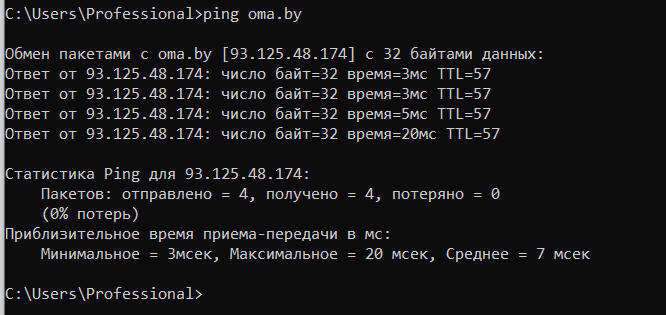 C:\Users\Professional>ping oma.by
Обмен пакетами с oma.by [93.125.48.174] с 32 байтами данных:
Ответ от 93.125.48.174: число байт=32 время=3мс TTL=57
Ответ от 93.125.48.174: число байт=32 время=3мс TTL=57
Ответ от 93.125.48.174: число байт=32 время=5мс TTL=57
Ответ от 93.125.48.174: число байт=32 время=20мс TTL=57
Статистика Ping для 93.125.48.174:
Пакетов: отправлено = 4, получено = 4, потеряно = 0
(0% потерь)
Приблизительное время приема-передачи в мс:
Минимальное = 3мсек, Максимальное = 20 мсек, Среднее = 7 мсек
C:\Users\Professional>